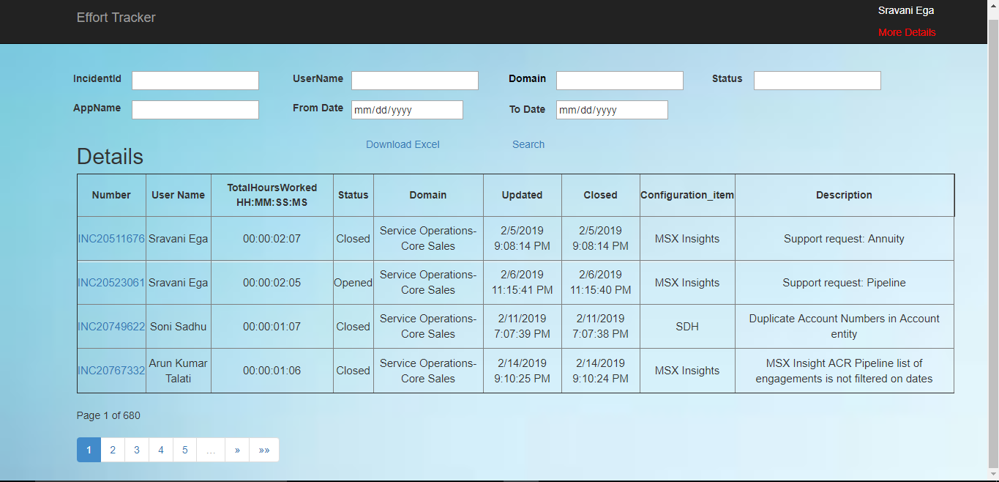 Effort Tracker
Sravani Ega
More Details
IncidentId UserName Domain Status
AppName From Date mm/dd/yyyy To Date mm/dd/yyyy
Download Excel Search
Details
Number User Name TotalHoursWorked HH:MM:SS:MS Status Domain Updated Closed Configuration_item Description
INC20511676 Sravani Ega 00:00:02:07 Closed Service Operations-Core Sales 2/5/2019 9:08:14 PM 2/5/2019 9:08:14 PM MSX Insights Support request: Annuity
INC20523061 Sravani Ega 00:00:02:05 Opened Service Operations-Core Sales 2/6/2019 11:15:41 PM 2/6/2019 11:15:40 PM MSX Insights Support request: Pipeline
INC20749622 Soni Sadhu 00:00:01:07 Closed Service Operations-Core Sales 2/11/2019 7:07:39 PM 2/11/2019 7:07:38 PM SDH Duplicate Account Numbers in Account entity
INC20767332 Arun Kumar Talati 00:00:01:06 Closed Service Operations-Core Sales 2/14/2019 9:10:25 PM 2/14/2019 9:10:24 PM MSX Insights MSX Insight ACR Pipeline list of engagements is not filtered on dates
Page 1 of 680
1 2 3 4 5 … » »»